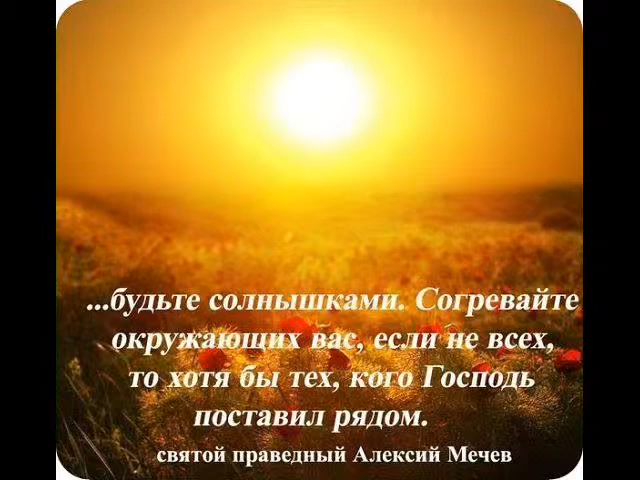 ...будьте солнышками. Согревайте
окружающих вас, если не всех,
то хотя бы тех, кого Господь
поставил рядом.
святой праведный Алексий Мечев